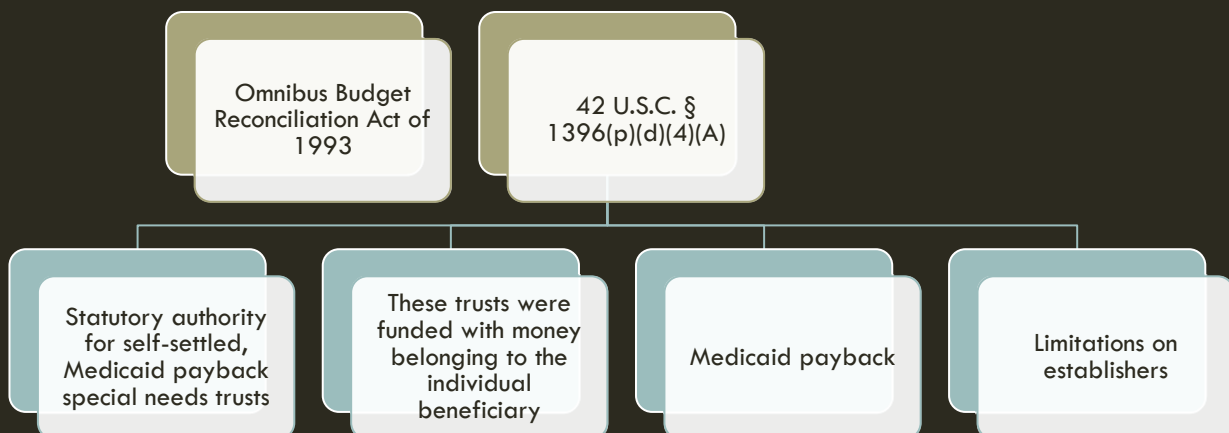 Omnibus Budget
Reconciliation Act of
1993
42 U.S.C. §
1396(p)(d)(4)(A)
Statutory authority
for self-settled,
Medicaid payback
special needs trusts
These trusts were
funded with money
belonging to the
individual
beneficiary
Medicaid payback
Limitations on
establishers